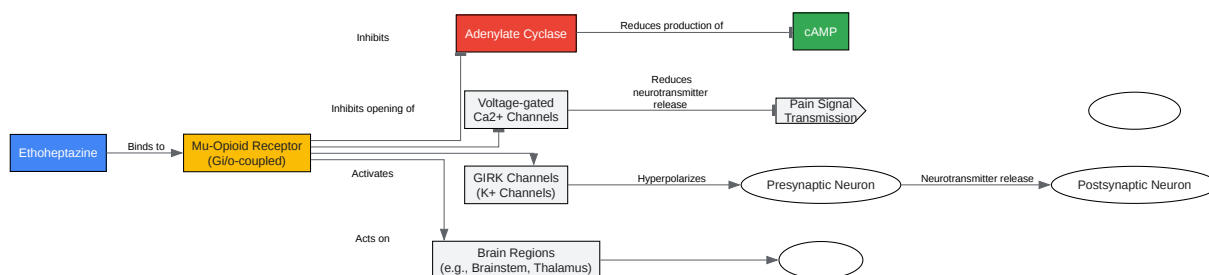 Inhibits
Adenylate Cyclase
Reduces production of
cAMP
Inhibits opening of
Voltage-gated
Ca2+ Channels
Reduces
neurotransmitter
release
Pain Signal
Transmission
Ethoheptazine
Binds to
Mu-Opioid Receptor
(Gi/o-coupled)
Activates
GIRK Channels
(K+ Channels)
Hyperpolarizes
Presynaptic Neuron
Neurotransmitter release
Postsynaptic Neuron
Acts on
Brain Regions
(e.g., Brainstem, Thalamus)